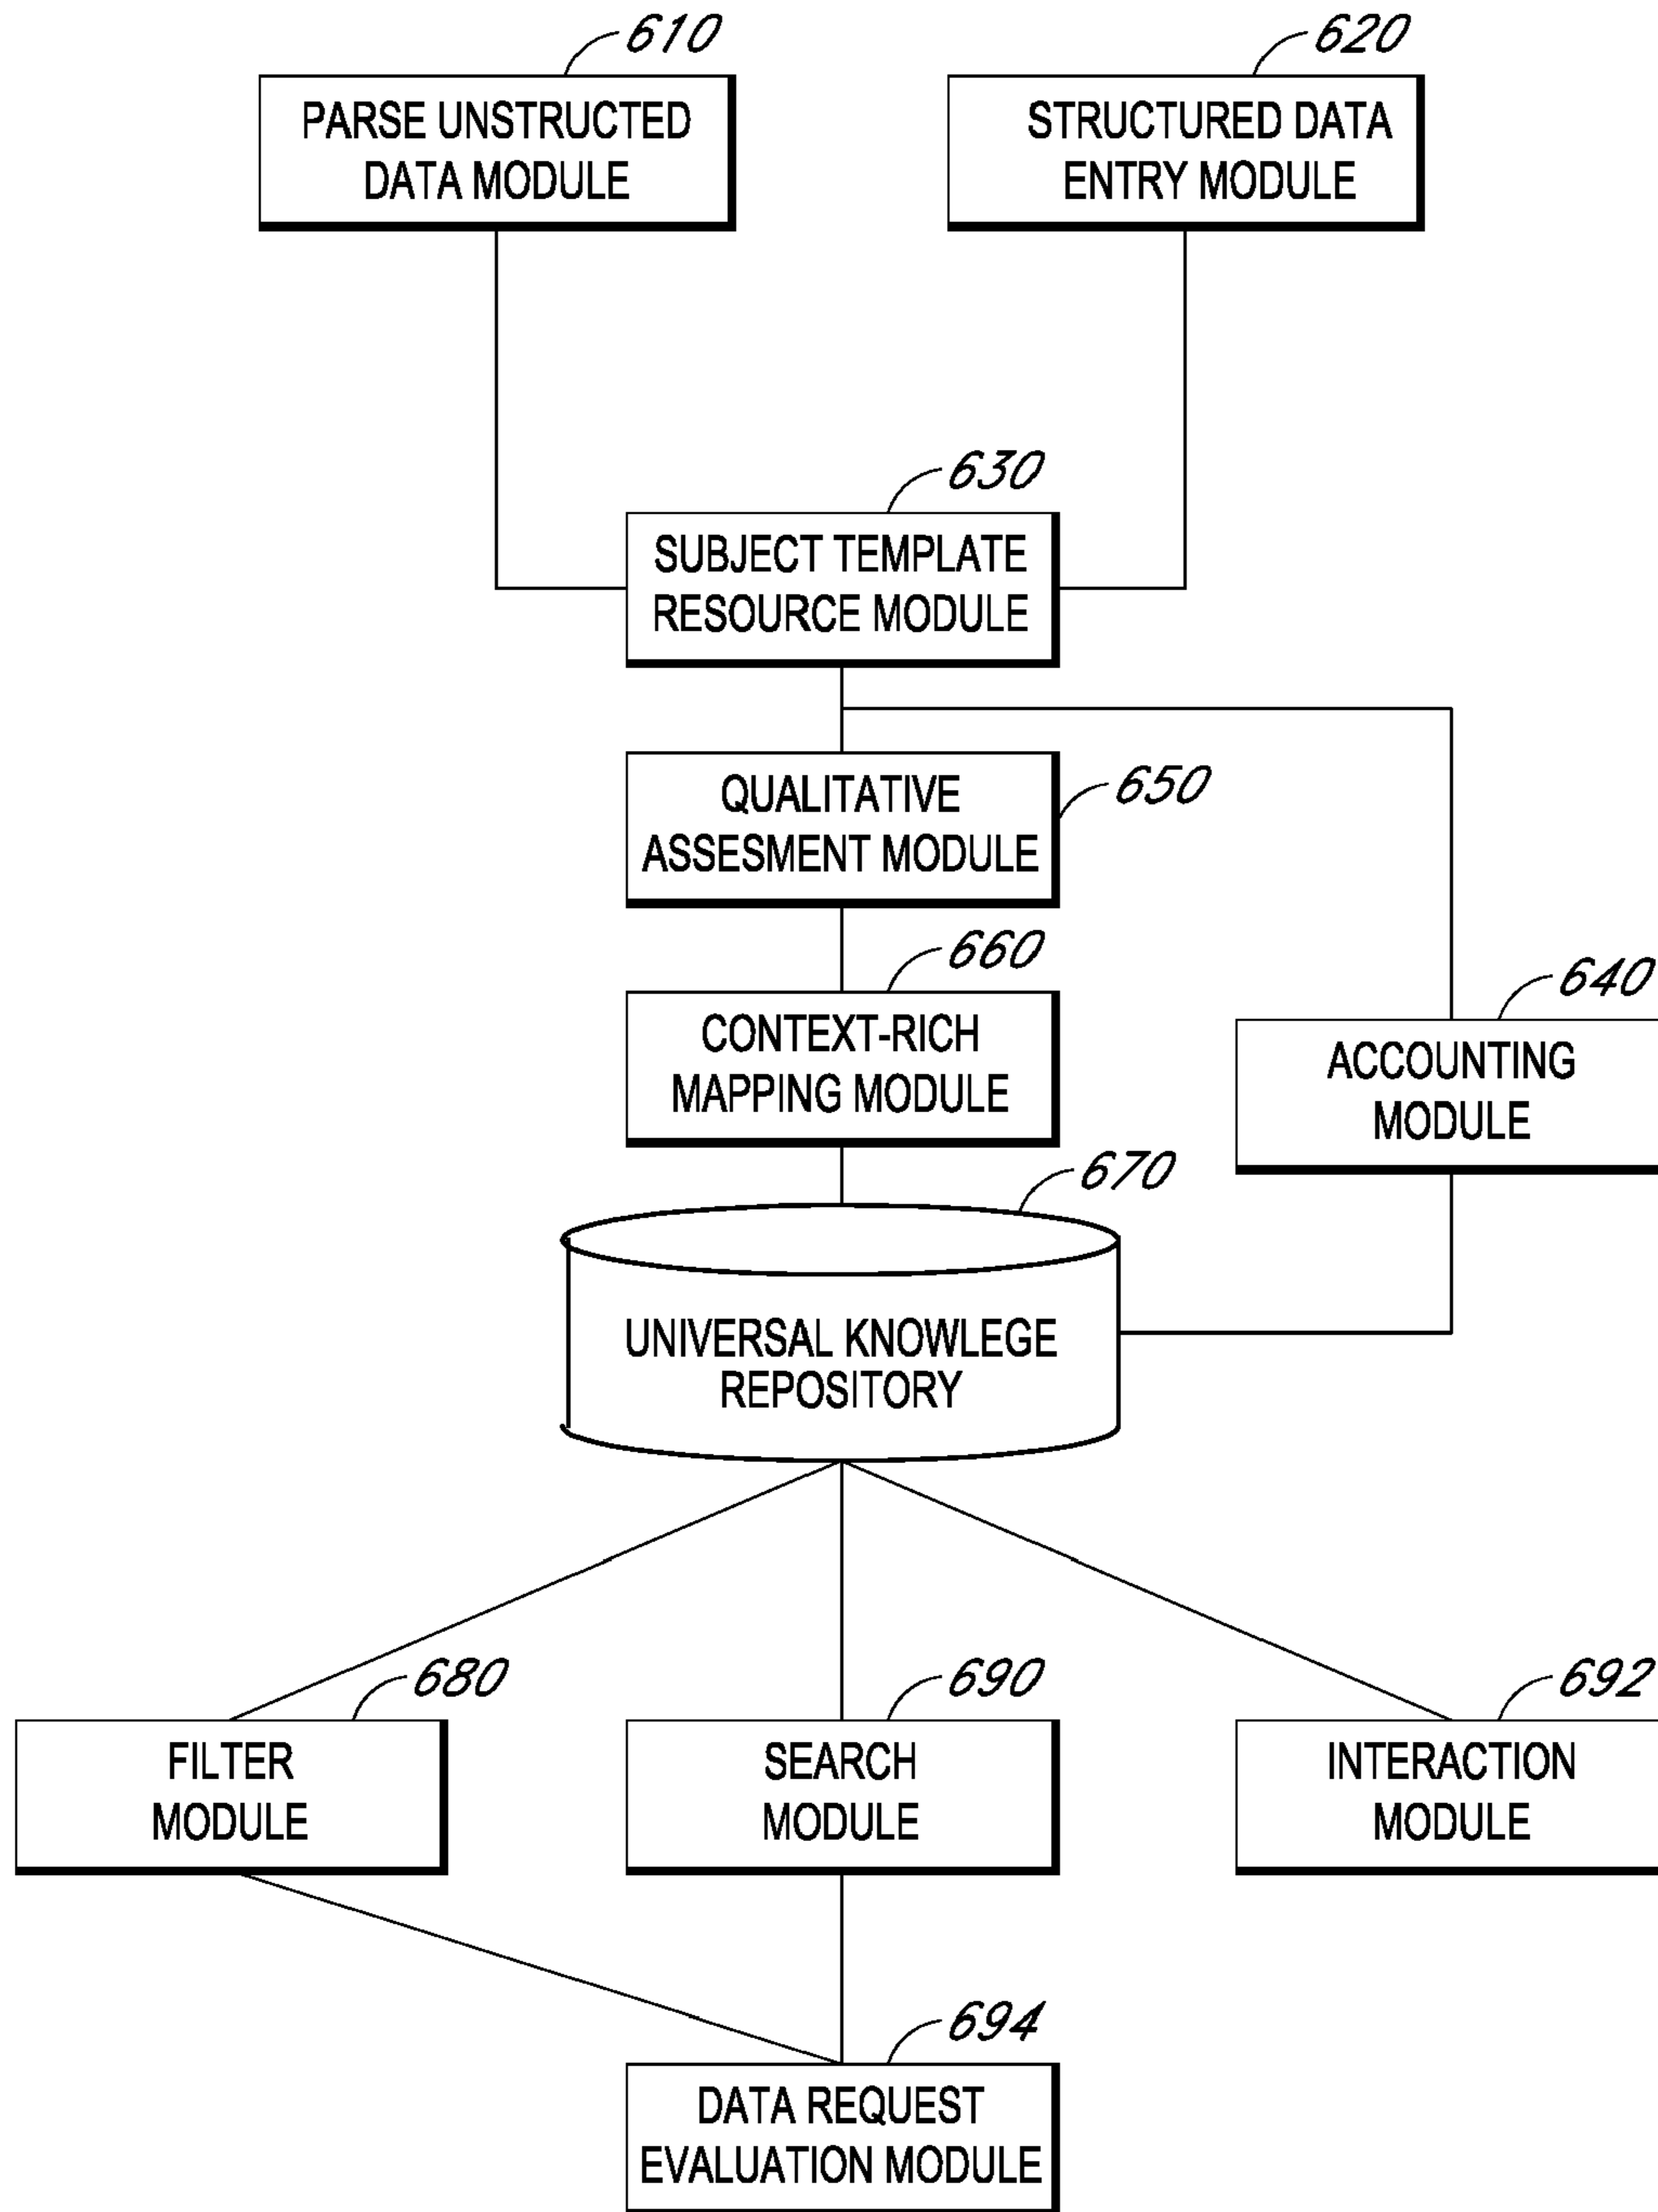 610
PARSE UNSTRUCTED
DATA MODULE
620
STRUCTURED DATA
ENTRY MODULE
630
SUBJECT TEMPLATE
RESOURCE MODULE
650
QUALITATIVE
ASSESMENT MODULE
660
CONTEXT-RICH
MAPPING MODULE
640
ACCOUNTING
MODULE
670
UNIVERSAL KNOWLEGE
REPOSITORY
680
FILTER
MODULE
690
SEARCH
MODULE
692
INTERACTION
MODULE
694
DATA REQUEST
EVALUATION MODULE